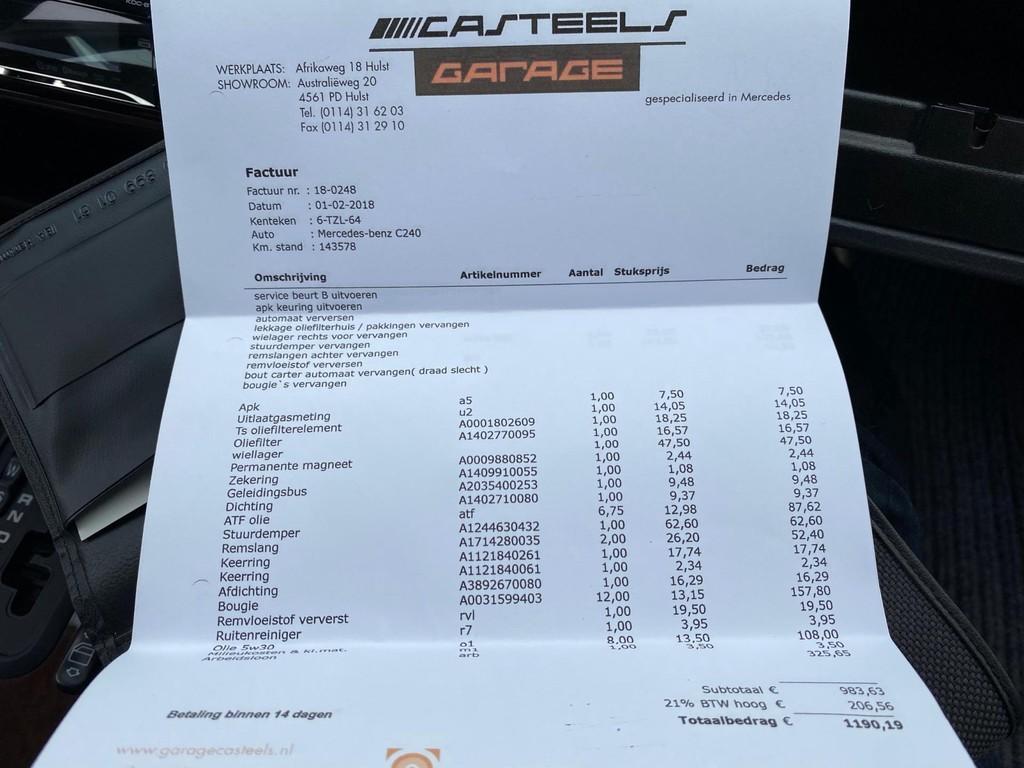 CASTEELS
GARAGE
WERKPLAATS: Afrikaweg 18 Hulst
SHOWROOM: Australiëweg 20
4561 PD Hulst
Tel. (0114) 31 62 03
Fax (0114) 31 29 10
gespecialiseerd in Mercedes
Factuur
Factuur nr. : 18-0248
Datum : 01-02-2018
Kenteken : 6-TZL-64
Auto : Mercedes-benz C240
Km. stand : 143578
Omschrijving Artikelnummer Aantal Stuksprijs Bedrag
service beurt B uitvoeren
apk keuring uitvoeren
automaat verversen
lekkage oliefilterhuis / pakkingen vervangen
wielager rechts voor vervangen
stuurdemper vervangen
remslangen achter vervangen
remvloeistof verversen
bout carter automaat vervangen( draad slecht )
bougie`s vervangen
Apk a5 1,00 7,50 7,50
Uitlaatgasmeting u2 1,00 14,05 14,05
Ts oliefilterelement A0001802609 1,00 18,25 18,25
Oliefilter A1402770095 1,00 16,57 16,57
wiellager 1,00 47,50 47,50
Permanente magneet A0009880852 1,00 2,44 2,44
Zekering A1409910055 1,00 1,08 1,08
Geleidingsbus A2035400253 1,00 9,48 9,48
Dichting A1402710080 1,00 9,37 9,37
ATF olie atf 6,75 12,98 87,62
Stuurdemper A1244630432 1,00 62,60 62,60
Remslang A1714280035 2,00 26,20 52,40
Keerring A1121840261 1,00 17,74 17,74
Keerring A1121840061 1,00 2,34 2,34
Afdichting A3892670080 1,00 16,29 16,29
Bougie A0031599403 12,00 13,15 157,80
Remvloeistof ververst rvl 1,00 19,50 19,50
Ruitenreiniger r7 1,00 3,95 3,95
Olie 5w30 o1 8,00 13,50 108,00
Milieukosten & kl.mat. m1 1,00 3,50 3,50
Arbeidsloon arb 325,65
Subtotaal € 983,63
21% BTW hoog € 206,56
Totaalbedrag € 1190,19
Betaling binnen 14 dagen
www.garagecasteels.nl